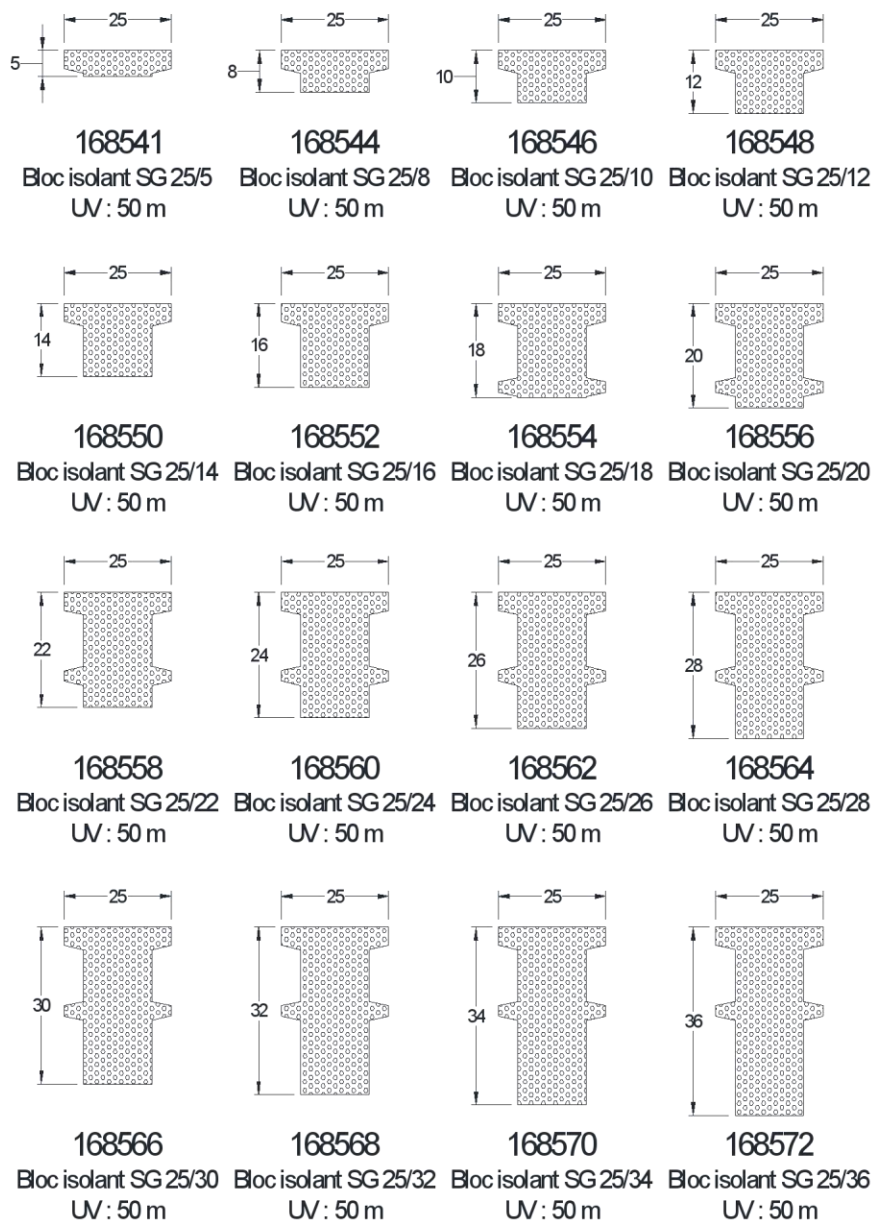 25 25 25 25
5 8 10 12
168541 168544 168546 168548
Bloc isolant SG 25/5 Bloc isolant SG 25/8 Bloc isolant SG 25/10 Bloc isolant SG 25/12
UV : 50 m UV : 50 m UV : 50 m UV : 50 m
25 25 25 25
14 16 18 20
168550 168552 168554 168556
Bloc isolant SG 25/14 Bloc isolant SG 25/16 Bloc isolant SG 25/18 Bloc isolant SG 25/20
UV : 50 m UV : 50 m UV : 50 m UV : 50 m
25 25 25 25
22 24 26 28
168558 168560 168562 168564
Bloc isolant SG 25/22 Bloc isolant SG 25/24 Bloc isolant SG 25/26 Bloc isolant SG 25/28
UV : 50 m UV : 50 m UV : 50 m UV : 50 m
25 25 25 25
30 32 34 36
168566 168568 168570 168572
Bloc isolant SG 25/30 Bloc isolant SG 25/32 Bloc isolant SG 25/34 Bloc isolant SG 25/36
UV : 50 m UV : 50 m UV : 50 m UV : 50 m